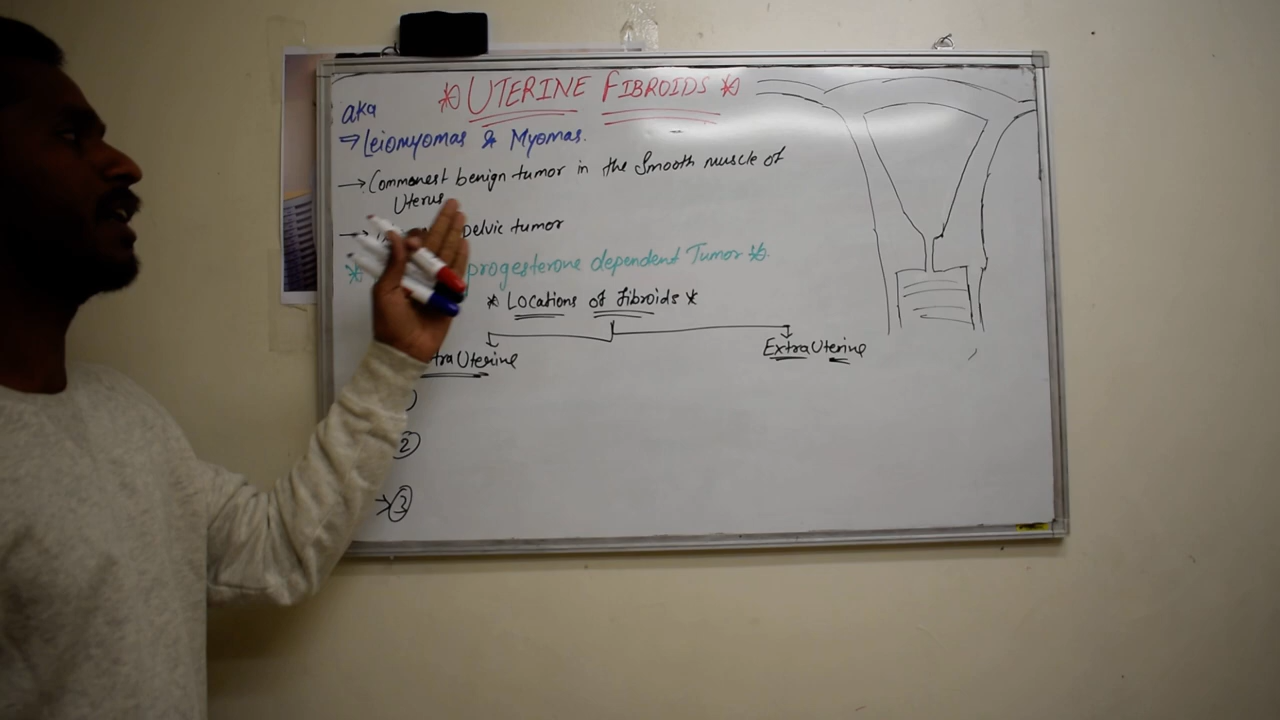 * UTERINE FIBROIDS *
aka
→ Leiomyomas & Myomas.
→ Commonest benign tumor in the Smooth muscle of
Uterus
→ pelvic tumor
* progesterone dependent Tumor *
* Locations of fibroids *
traUterine
ExtraUterine
2
3